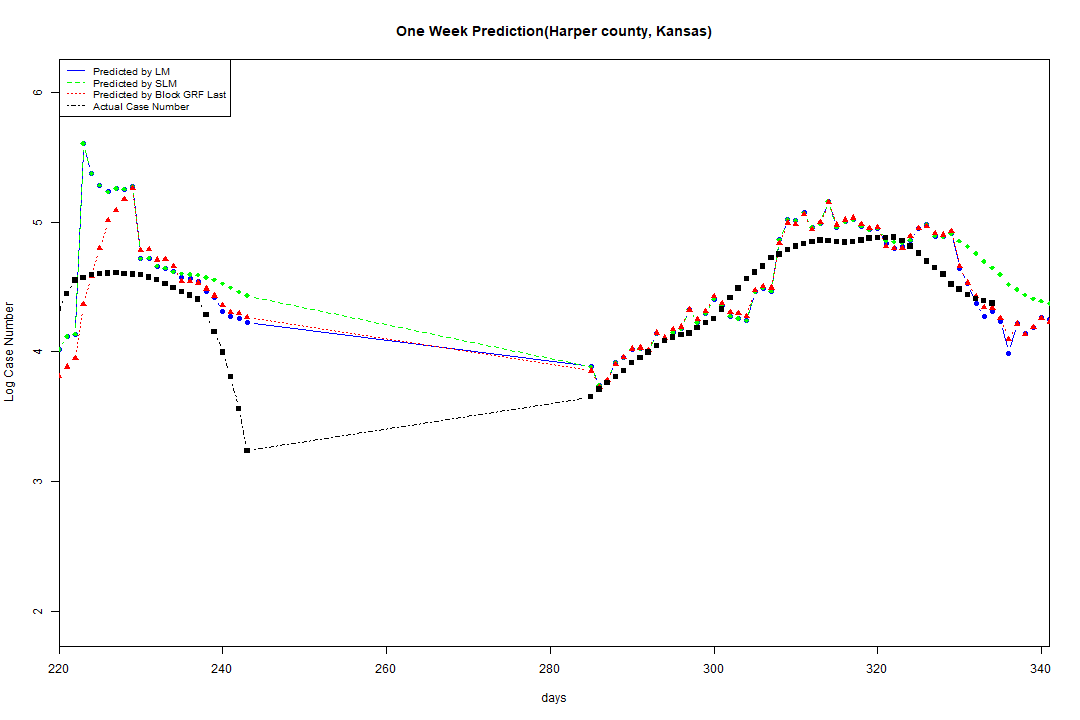 One Week Prediction(Harper county, Kansas)
Predicted by LM
Predicted by SLM
Predicted by Block GRF Last
Actual Case Number
6
5
4
3
2
Log Case Number
220 240 260 280 300 320 340
days